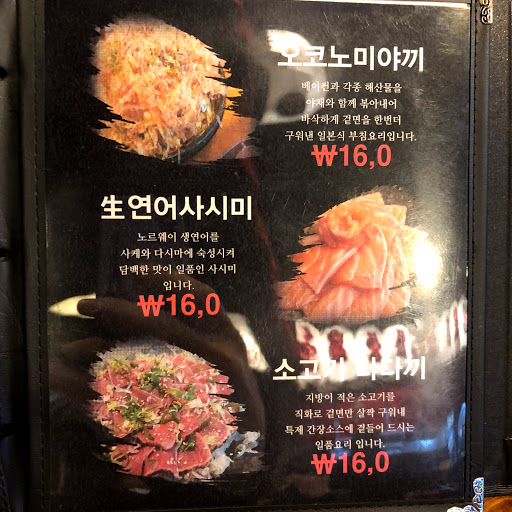 오코노미야끼
베이컨과 각종 해산물을
야채와 함께 볶아내어
바삭하게 겉면을 한번더
구워낸 일본식 부침요리입니다.
₩16,0
生연어사시미
노르웨이 생연어를
사케와 다시마에 숙성시켜
담백한 맛이 일품인 사시미
입니다.
₩16,0
소고기 타다끼
지방이 적은 소고기를
직화로 겉면만 살짝 구워내
특제 간장소스에 곁들어 드시는
일품요리 입니다.
₩16,0